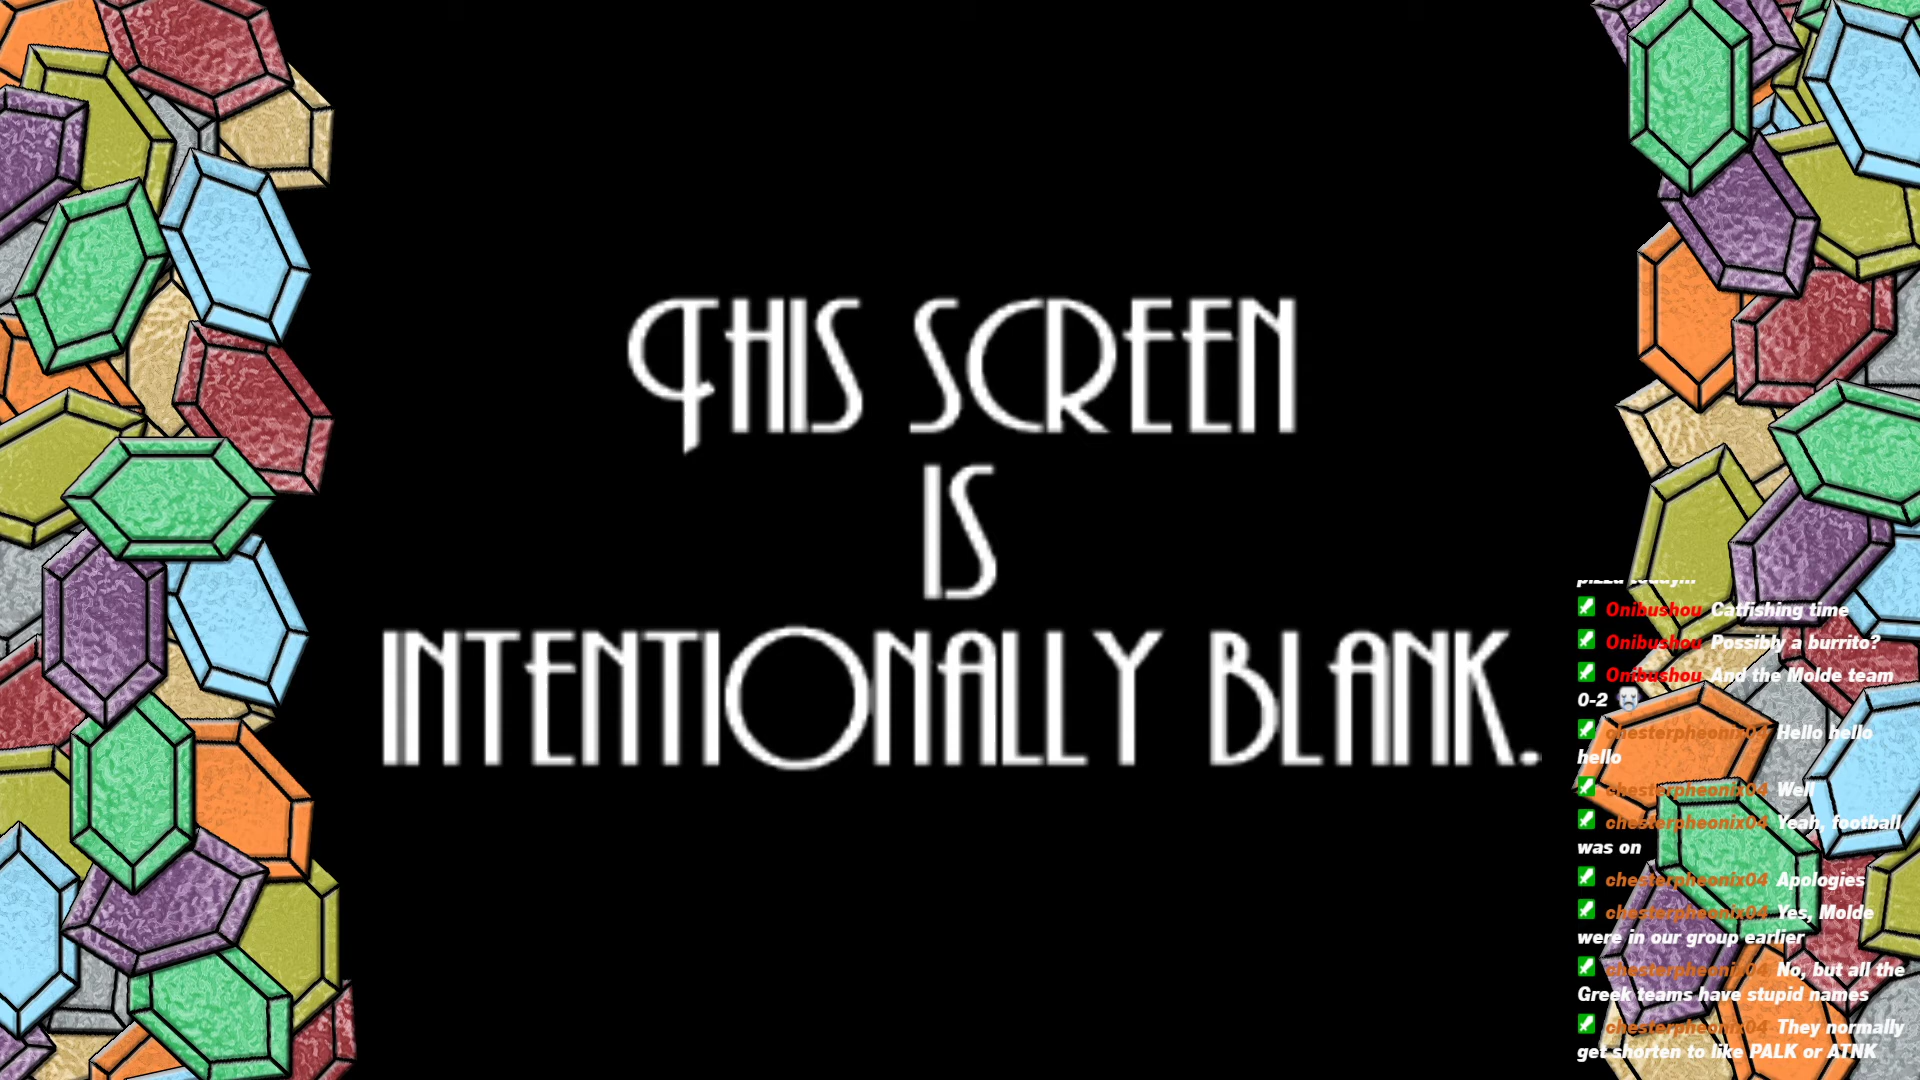 THIS SCREEN
IS
INTENTIONALLY BLANK.
pizza today...
Onibushou Catfishing time
Onibushou Possibly a burrito?
Onibushou And the Molde team
0-2
chesterpheonix04 Hello hello
hello
chesterpheonix04 Well
chesterpheonix04 Yeah, football
was on
chesterpheonix04 Apologies
chesterpheonix04 Yes, Molde
were in our group earlier
chesterpheonix04 No, but all the
Greek teams have stupid names
chesterpheonix04 They normally
get shorten to like PALK or ATNK